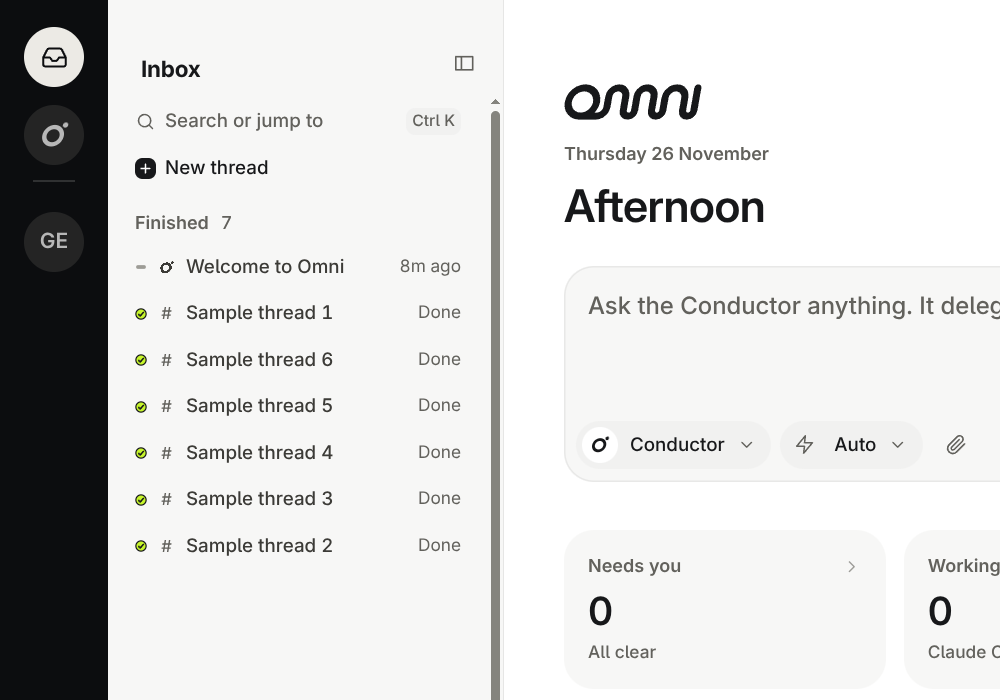 GE
Inbox
Search or jump to Ctrl K
New thread
Finished 7
Welcome to Omni 8m ago
# Sample thread 1 Done
# Sample thread 6 Done
# Sample thread 5 Done
# Sample thread 4 Done
# Sample thread 3 Done
# Sample thread 2 Done
omni
Thursday 26 November
Afternoon
Ask the Conductor anything. It deleg
Conductor Auto
Needs you
0
All clear
Working
0
Claude C